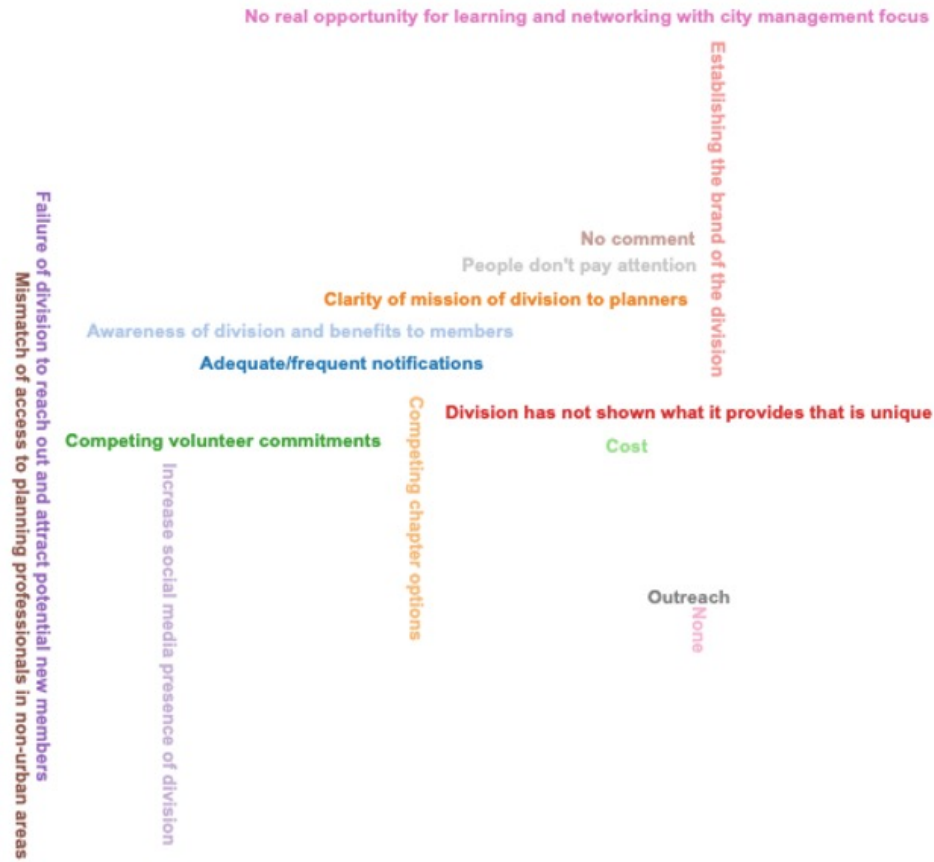 No real opportunity for learning and networking with city management focus
Establishing the brand of the division
Failure of division to reach out and attract potential new members
No comment
People don't pay attention
Mismatch of access to planning professionals in non-urban areas
Clarity of mission of division to planners
Awareness of division and benefits to members
Adequate/frequent notifications
Competing chapter options
Division has not shown what it provides that is unique
Competing volunteer commitments
Cost
Increase social media presence of division
Outreach
None